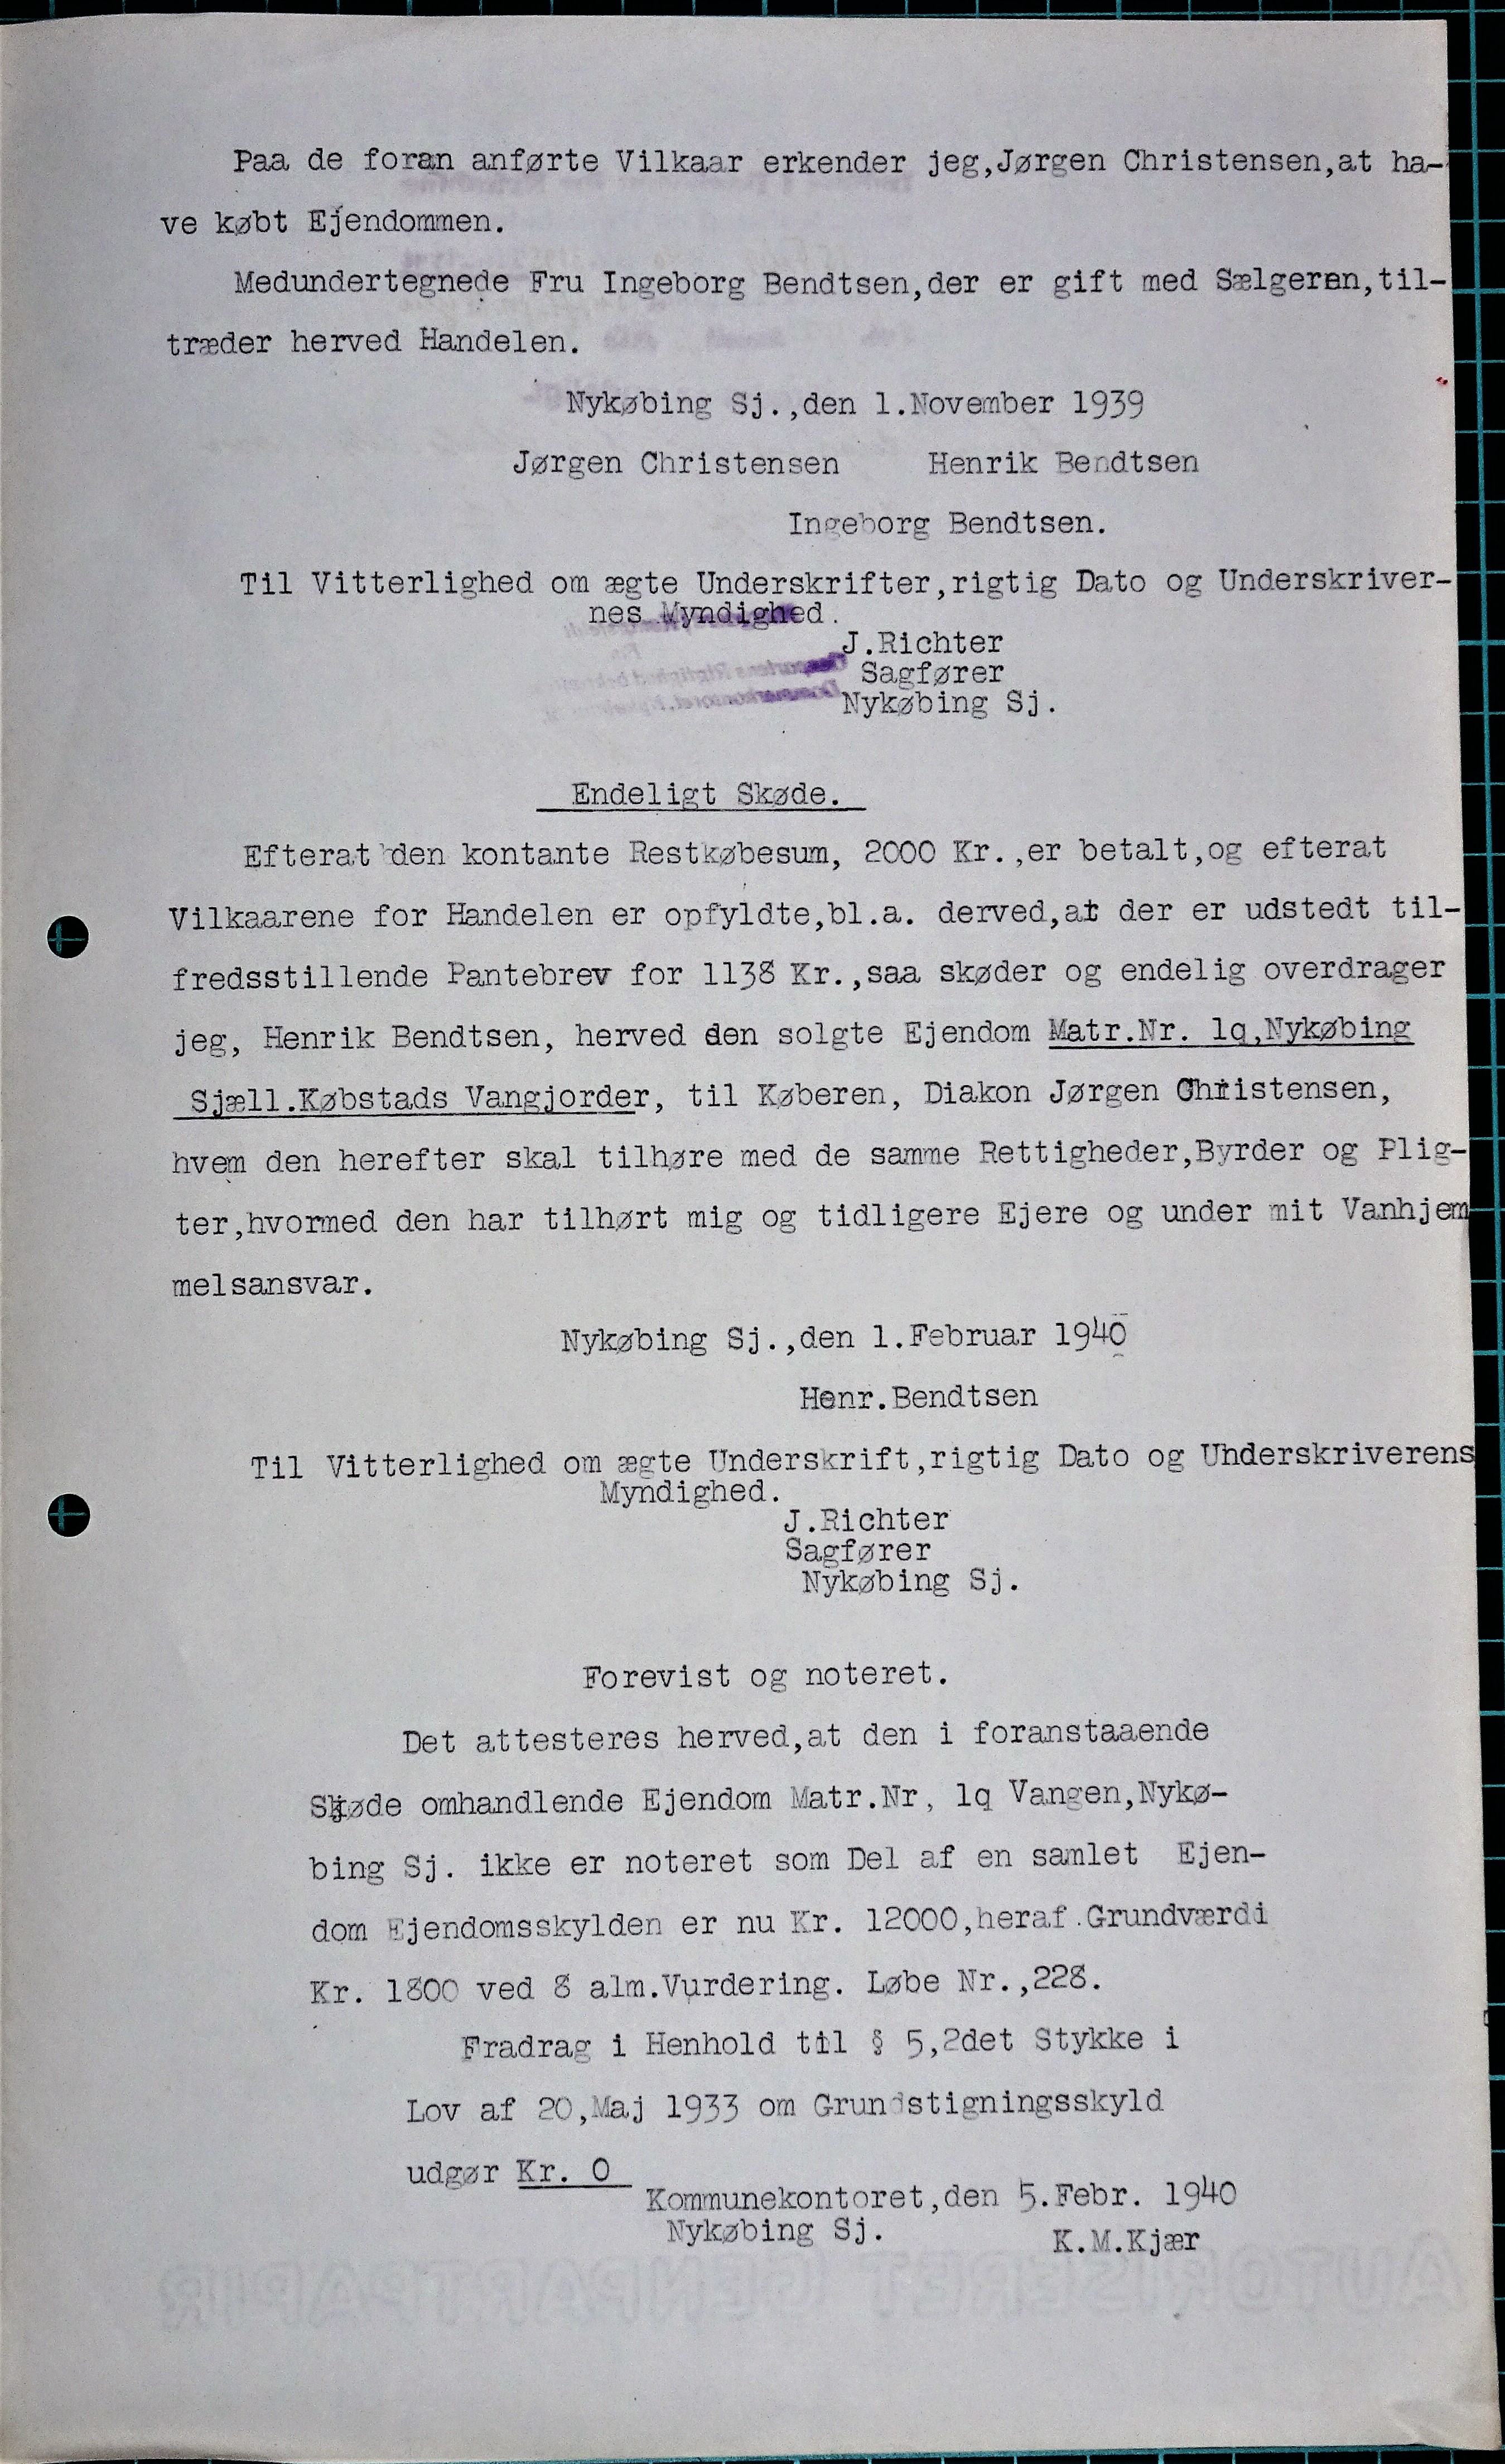 Paa de foran anførte Vilkaar erkender jeg,Jørgen Christensen,at ha-
ve købt Ejendommen.
Medundertegnede Fru Ingeborg Bendtsen,der er gift med Sælgeren,til-
træder herved Handelen.
Nykøbing Sj.,den 1.November 1939
Jørgen Christensen Henrik Bendtsen
Ingeborg Bendtsen.
Til Vitterlighed om ægte Underskrifter,rigtig Dato og Underskriver-
nes Myndighed.
J.Richter
Sagfører
Nykøbing Sj.
Endeligt Skøde.
Efterat den kontante Restkøbesum, 2000 Kr.,er betalt,og efterat
Vilkaarene for Handelen er opfyldte,bl.a. derved,at der er udstedt til-
fredsstillende Pantebrev for 1138 Kr.,saa skøder og endelig overdrager
jeg, Henrik Bendtsen, herved den solgte Ejendom Matr.Nr. 1q,Nykøbing
Sjæll.Købstads Vangjorder, til Køberen, Diakon Jørgen Christensen,
hvem den herefter skal tilhøre med de samme Rettigheder,Byrder og Plig-
ter,hvormed den har tilhørt mig og tidligere Ejere og under mit Vanhjem
melsansvar.
Nykøbing Sj.,den 1.Februar 1940
Henr.Bendtsen
Til Vitterlighed om ægte Underskrift,rigtig Dato og Uhderskriverens
Myndighed.
J.Richter
Sagfører
Nykøbing Sj.
Forevist og noteret.
Det attesteres herved,at den i foranstaaende
Skøde omhandlende Ejendom Matr.Nr, 1q Vangen,Nykø-
bing Sj. ikke er noteret som Del af en samlet Ejen-
dom Ejendomsskylden er nu Kr. 12000,heraf.Grundværdi
Kr. 1800 ved 8 alm.Vurdering. Løbe Nr.,228.
Fradrag i Henhold til § 5,2det Stykke i
Lov af 20,Maj 1933 om Grundstigningsskyld
udgør Kr. 0
Kommunekontoret,den 5.Febr. 1940
Nykøbing Sj.
K.M.Kjær
AUTORISERET GENPARTPAPIR